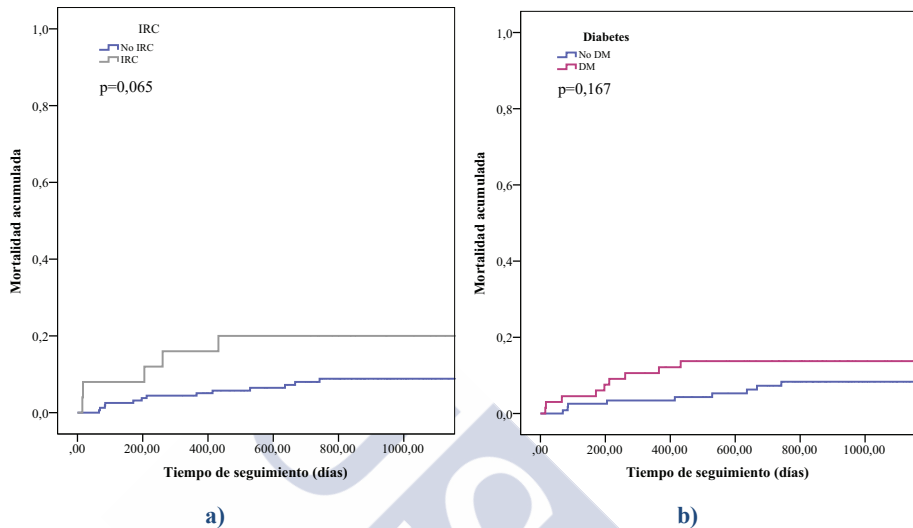 IRC
No IRC
IRC
p=0,065
Mortalidad acumulada
1,0
0,8
0,6
0,4
0,2
0,0
,00 200,00 400,00 600,00 800,00 1000,00
Tiempo de seguimiento (días)
a)
Diabetes
No DM
DM
p=0,167
Mortalidad acumulada
1,0
0,8
0,6
0,4
0,2
0,0
,00 200,00 400,00 600,00 800,00 1000,00
Tiempo de seguimiento (días)
b)